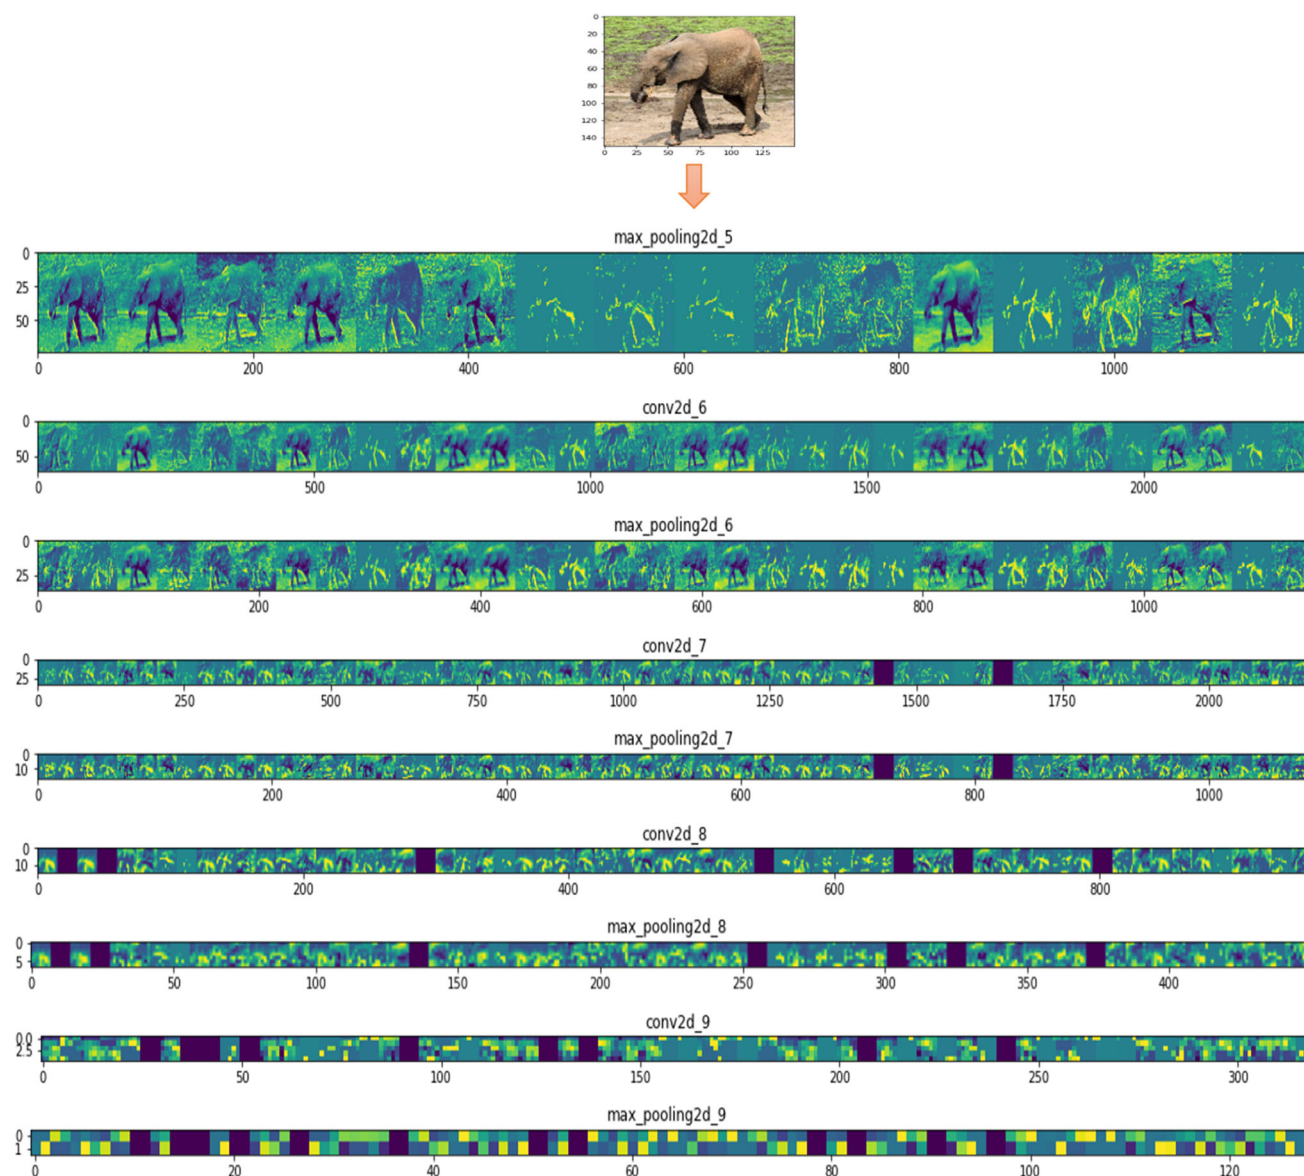 0
20
40
60
80
100
120
140
0 25 50 75 100 125
max_pooling2d_5
0
25
50
0 200 400 600 800 1000
conv2d_6
0
50
0 500 1000 1500 2000
max_pooling2d_6
0
25
0 200 400 600 800 1000
conv2d_7
0
25
0 250 500 750 1000 1250 1500 1750 2000
max_pooling2d_7
0
10
0 200 400 600 800 1000
conv2d_8
0
10
0 200 400 600 800
max_pooling2d_8
0
5
0 50 100 150 200 250 300 350 400
conv2d_9
0.0
2.5
0 50 100 150 200 250 300
max_pooling2d_9
0
1
0 20 40 60 80 100 120